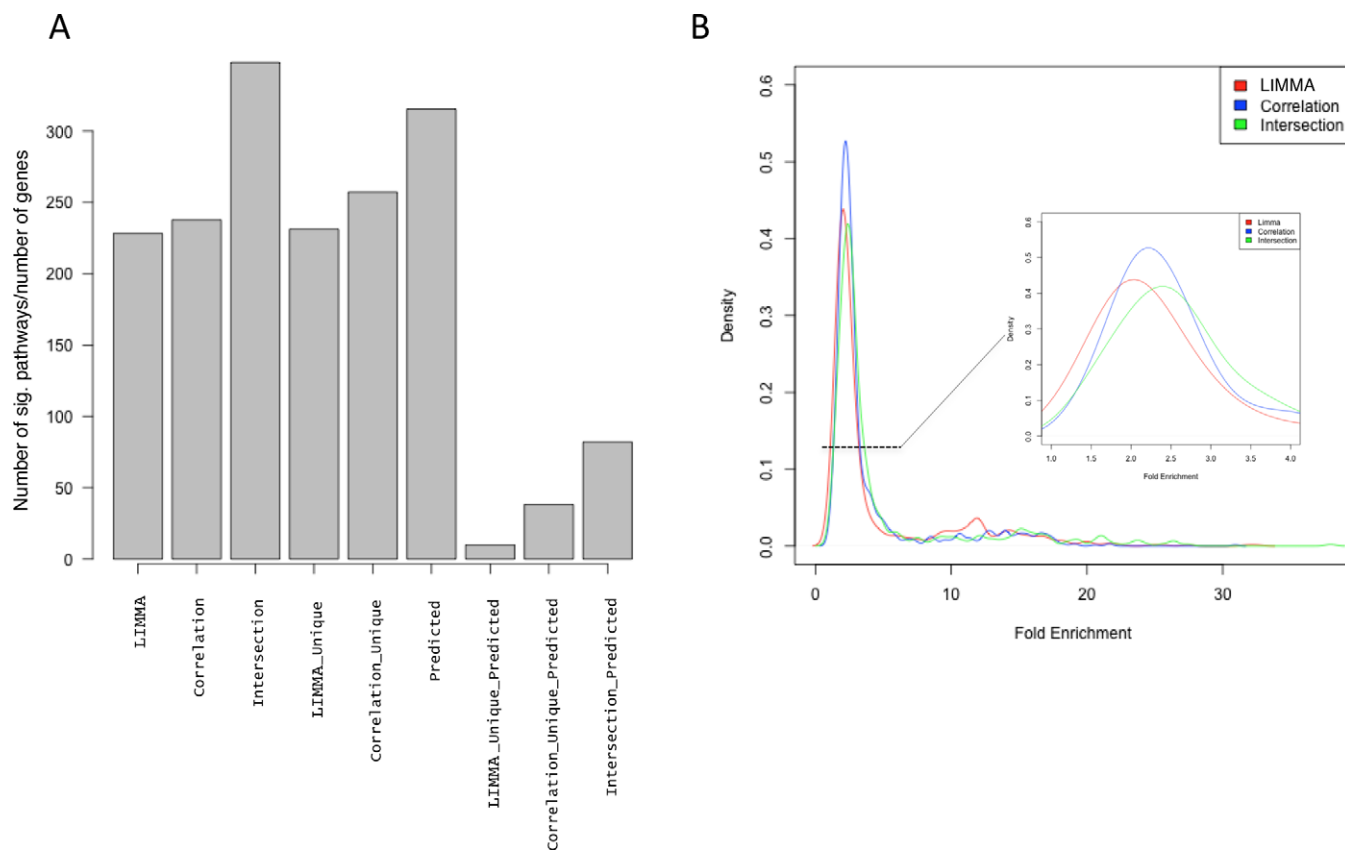 A
Number of sig. pathways/number of genes
300
250
200
150
100
50
0
LIMMA
Correlation
Intersection
LIMMA_Unique
Correlation_Unique
Predicted
LIMMA_Unique_Predicted
Correlation_Unique_Predicted
Intersection_Predicted
B
Density
0.6
0.5
0.4
0.3
0.2
0.1
0.0
0 10 20 30
Fold Enrichment
LIMMA
Correlation
Intersection
Limma
Correlation
Intersection
Density
0.6
0.5
0.4
0.3
0.2
0.1
0.0
1.0 1.5 2.0 2.5 3.0 3.5 4.0
Fold Enrichment